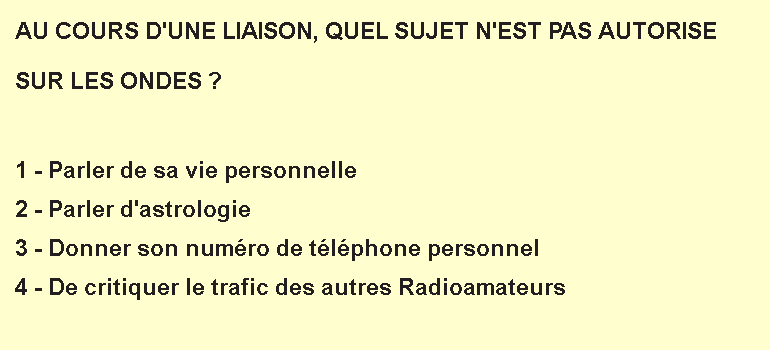 AU COURS D'UNE LIAISON, QUEL SUJET N'EST PAS AUTORISE
SUR LES ONDES ?
1 - Parler de sa vie personnelle
2 - Parler d'astrologie
3 - Donner son numéro de téléphone personnel
4 - De critiquer le trafic des autres Radioamateurs